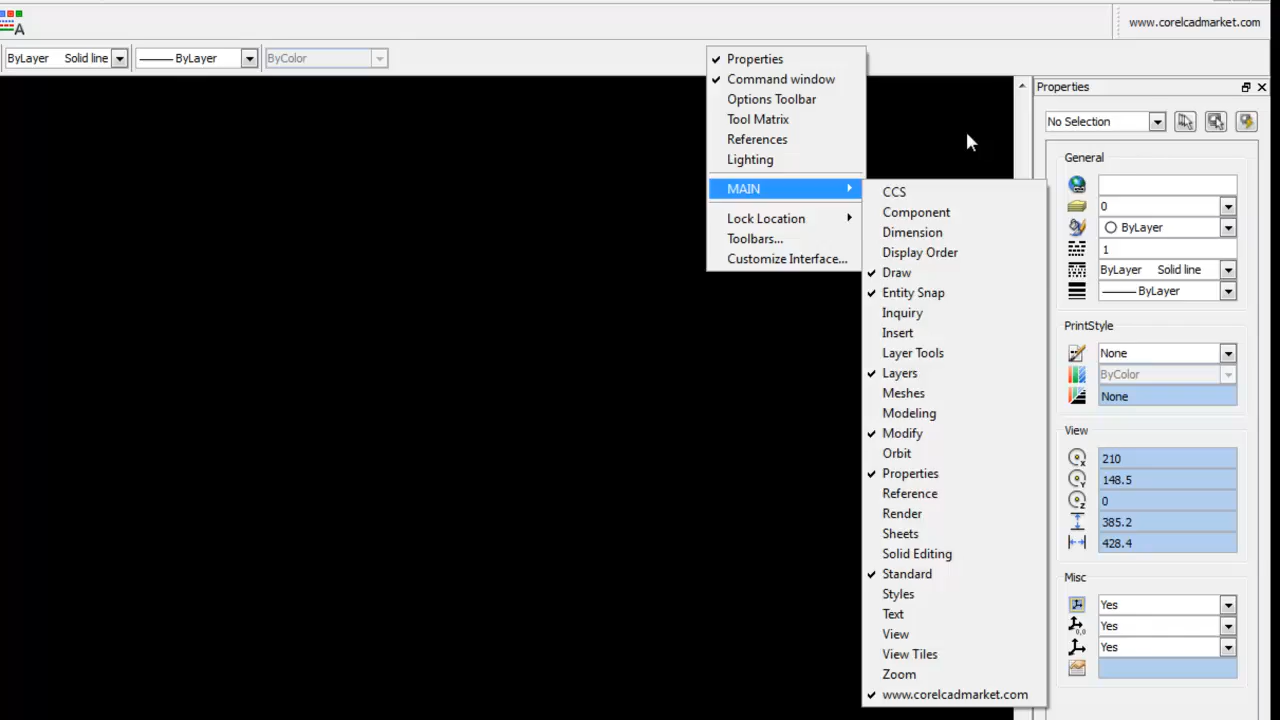 A
www.corelcadmarket.com
ByLayer Solid line
ByLayer
ByColor
Properties
Command window
Options Toolbar
Tool Matrix
References
Lighting
MAIN
Lock Location
Toolbars...
Customize Interface...
CCS
Component
Dimension
Display Order
Draw
Entity Snap
Inquiry
Insert
Layer Tools
Layers
Meshes
Modeling
Modify
Orbit
Properties
Reference
Render
Sheets
Solid Editing
Standard
Styles
Text
View
View Tiles
Zoom
www.corelcadmarket.com
Properties
No Selection
General
0
ByLayer
1
ByLayer Solid line
ByLayer
PrintStyle
None
ByColor
None
View
X 210
Y 148.5
Z 0
385.2
428.4
Misc
Yes
0,0 Yes
Yes